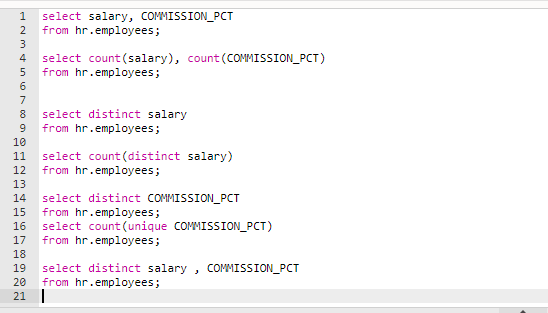 1 select salary, COMMISSION_PCT
2 from hr.employees;
3
4 select count(salary), count(COMMISSION_PCT)
5 from hr.employees;
6
7
8 select distinct salary
9 from hr.employees;
10
11 select count(distinct salary)
12 from hr.employees;
13
14 select distinct COMMISSION_PCT
15 from hr.employees;
16 select count(unique COMMISSION_PCT)
17 from hr.employees;
18
19 select distinct salary , COMMISSION_PCT
20 from hr.employees;
21